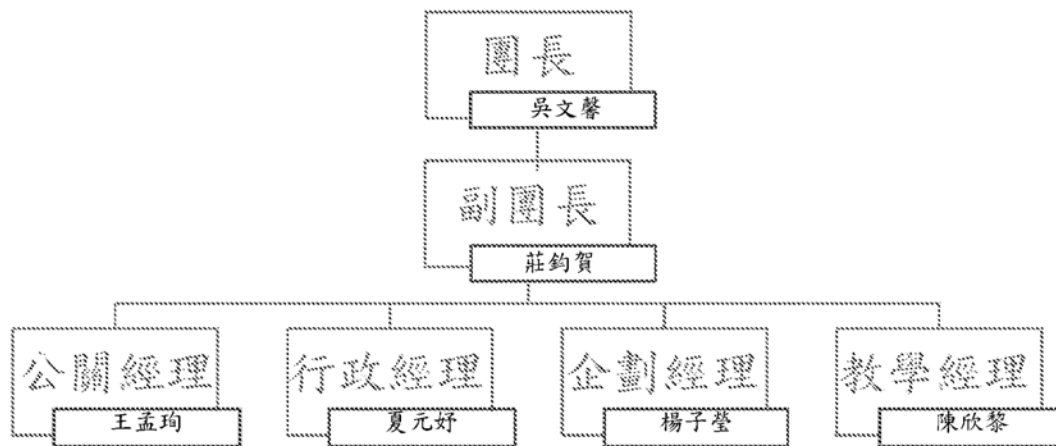 團長
吳文馨
副團長
莊鈞賀
公關經理
王孟珣
行政經理
夏元妤
企劃經理
楊子瑩
教學經理
陳欣黎